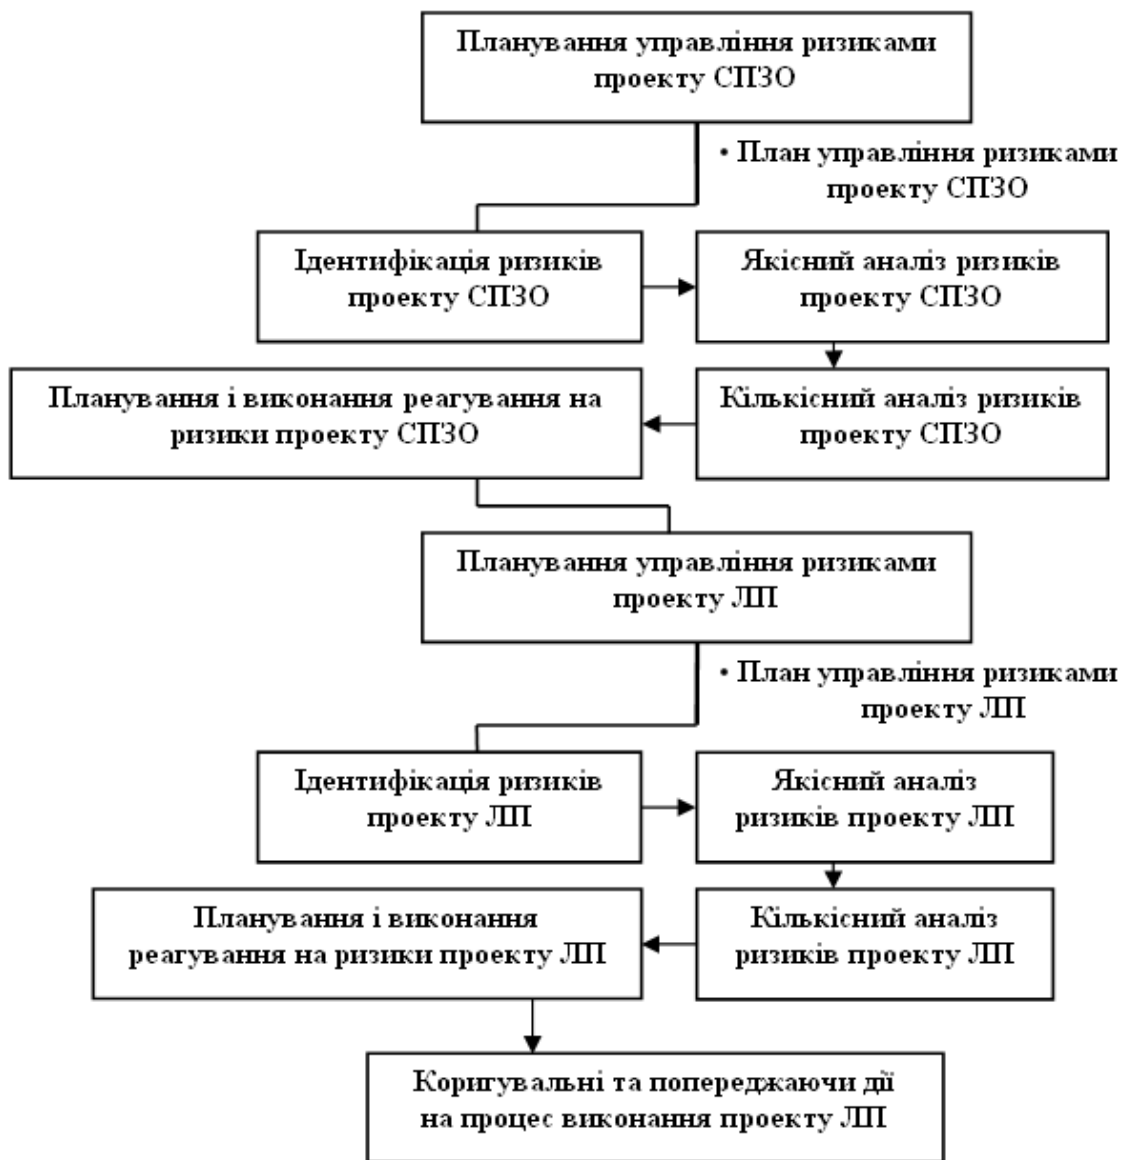 Планування управління ризиками
проекту СПЗО
• План управління ризиками
проекту СПЗО
Ідентифікація ризиків
проекту СПЗО
Якісний аналіз ризиків
проекту СПЗО
Планування і виконання реагування на
ризики проекту СПЗО
Кількісний аналіз ризиків
проекту СПЗО
Планування управління ризиками
проекту ЛП
• План управління ризиками
проекту ЛП
Ідентифікація ризиків
проекту ЛП
Якісний аналіз
ризиків проекту ЛП
Планування і виконання
реагування на ризики проекту ЛП
Кількісний аналіз
ризиків проекту ЛП
Коригувальні та попереджаючи дії
на процес виконання проекту ЛП